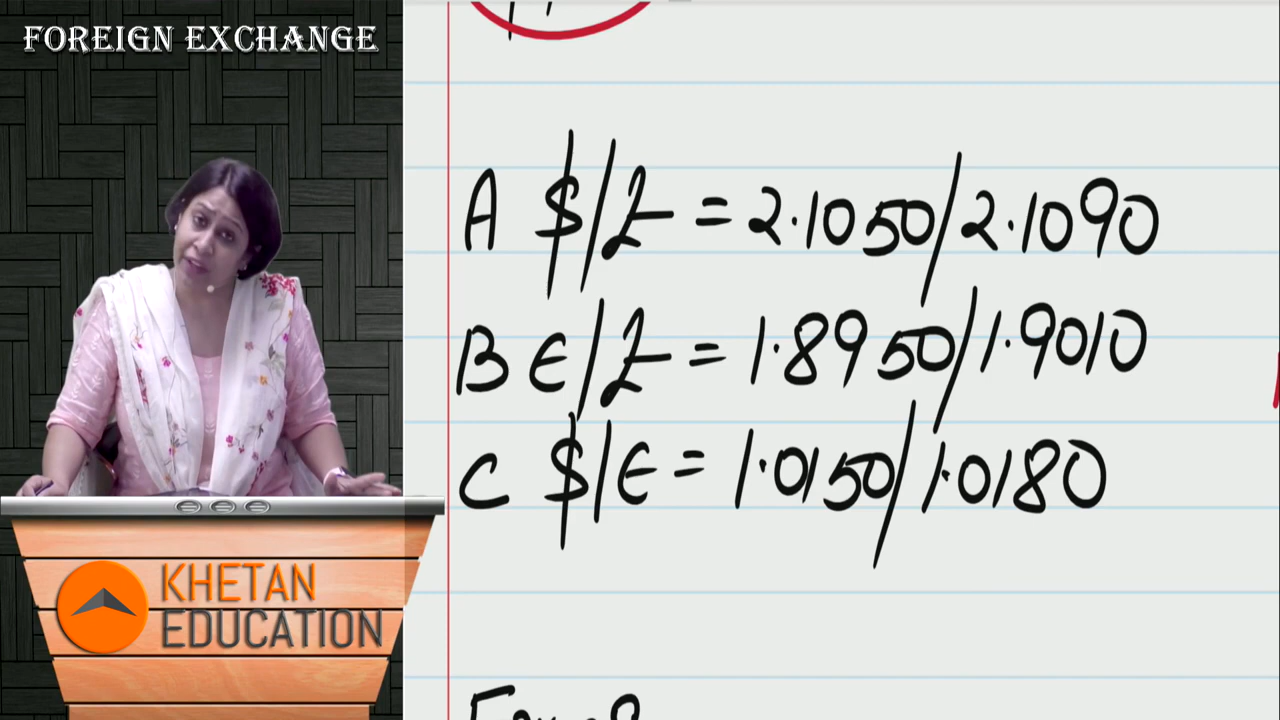 FOREIGN EXCHANGE
A $/£ = 2.1050/2.1090
B €/£ = 1.8950/1.9010
C $/€ = 1.0150/1.0180
KHETAN
EDUCATION